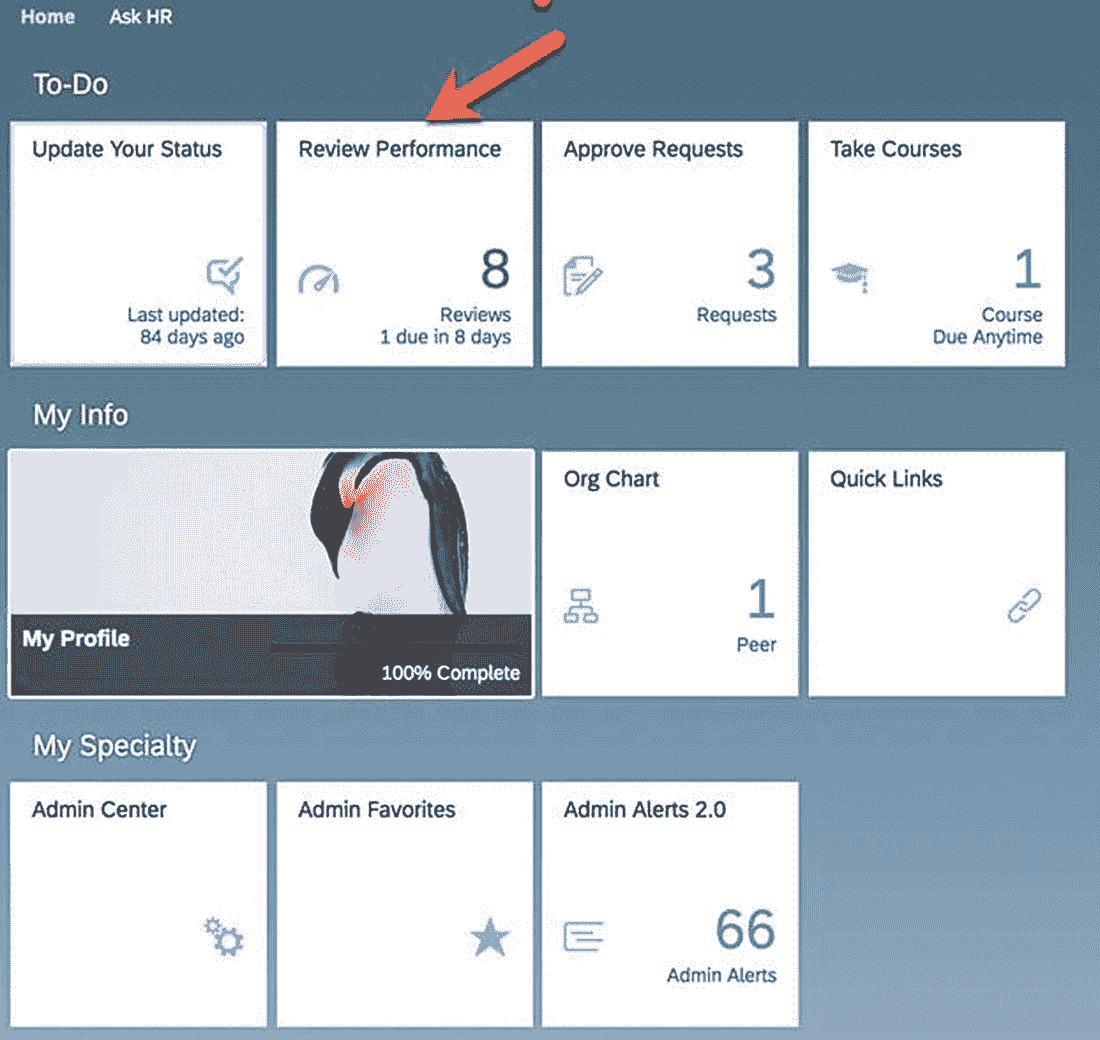 Home Ask HR
To-Do
Update Your Status
Last updated:
84 days ago
Review Performance
8
Reviews
1 due in 8 days
Approve Requests
3
Requests
Take Courses
1
Course
Due Anytime
My Info
My Profile
100% Complete
Org Chart
1
Peer
Quick Links
My Specialty
Admin Center
Admin Favorites
Admin Alerts 2.0
66
Admin Alerts